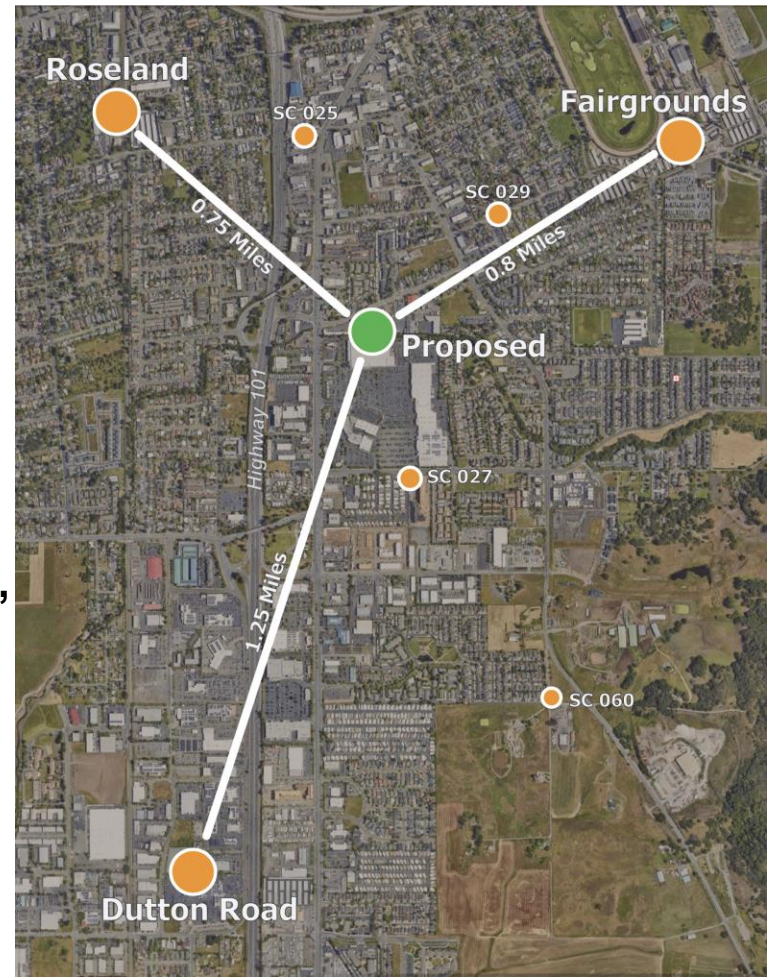 Roseland
SC 025
Fairgrounds
SC 029
0.75 Miles
0.8 Miles
Proposed
Highway 101
SC 027
,
1.25 Miles
SC 060
Dutton Road